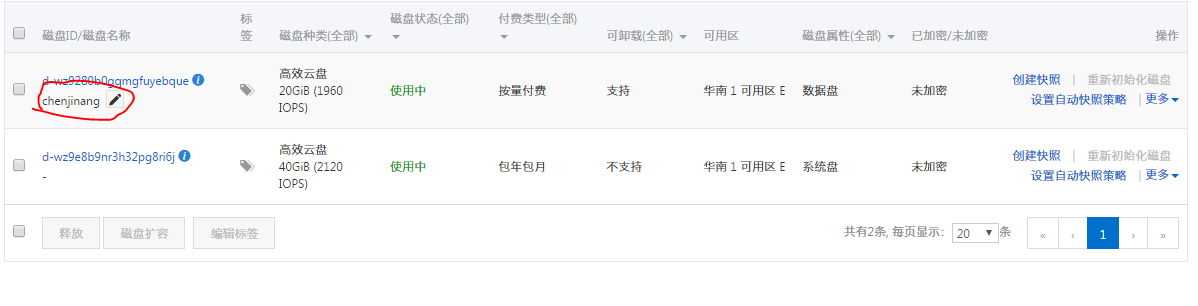 磁盘ID/磁盘名称
标签
磁盘种类(全部)
磁盘状态(全部)
付费类型(全部)
可卸载(全部)
可用区
磁盘属性(全部)
已加密/未加密
操作
d-wz9280b0gqmgfuyebque
chenjinang
高效云盘
20GiB (1960
IOPS)
使用中
按量付费
支持
华南 1 可用区 E
数据盘
未加密
创建快照 | 重新初始化磁盘
设置自动快照策略 | 更多
d-wz9e8b9nr3h32pg8ri6j
-
高效云盘
40GiB (2120
IOPS)
使用中
包年包月
不支持
华南 1 可用区 E
系统盘
未加密
创建快照 | 重新初始化磁盘
设置自动快照策略 | 更多
释放
磁盘扩容
编辑标签
共有2条, 每页显示: 20 条
« ‹ 1 › »